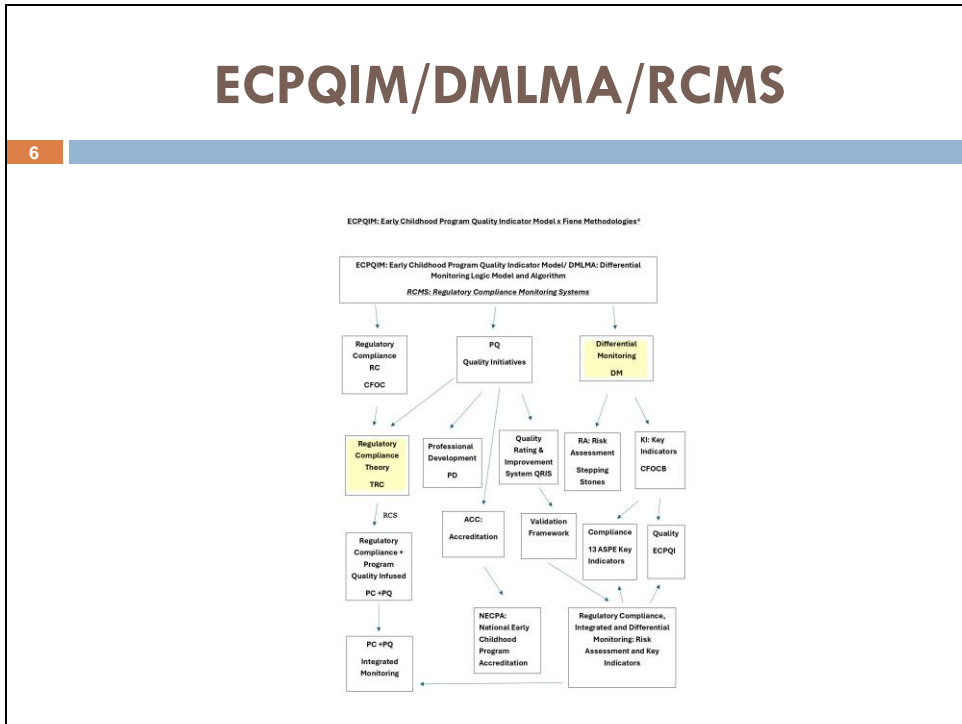 ECPQIM/DMLMA/RCMS
6
ECPQIM: Early Childhood Program Quality Indicator Model x Fiene Methodologies*
ECPQIM: Early Childhood Program Quality Indicator Model/ DMLMA: Differential
Monitoring Logic Model and Algorithm
RCMS: Regulatory Compliance Monitoring Systems
Regulatory
Compliance
RC
CFOC
PQ
Quality Initiatives
Differential
Monitoring
DM
Regulatory
Compliance
Theory
TRC
Professional
Development
PD
Quality
Rating &
Improvement
System QRIS
RA: Risk
Assessment
Stepping
Stones
KI: Key
Indicators
CFOCB
RCS
Regulatory
Compliance +
Program
Quality Infused
PC +PQ
ACC:
Accreditation
Validation
Framework
Compliance
13 ASPE Key
Indicators
Quality
ECPQI
PC +PQ
Integrated
Monitoring
NECPA:
National Early
Childhood
Program
Accreditation
Regulatory Compliance,
Integrated and Differential
Monitoring: Risk
Assessment and Key
Indicators